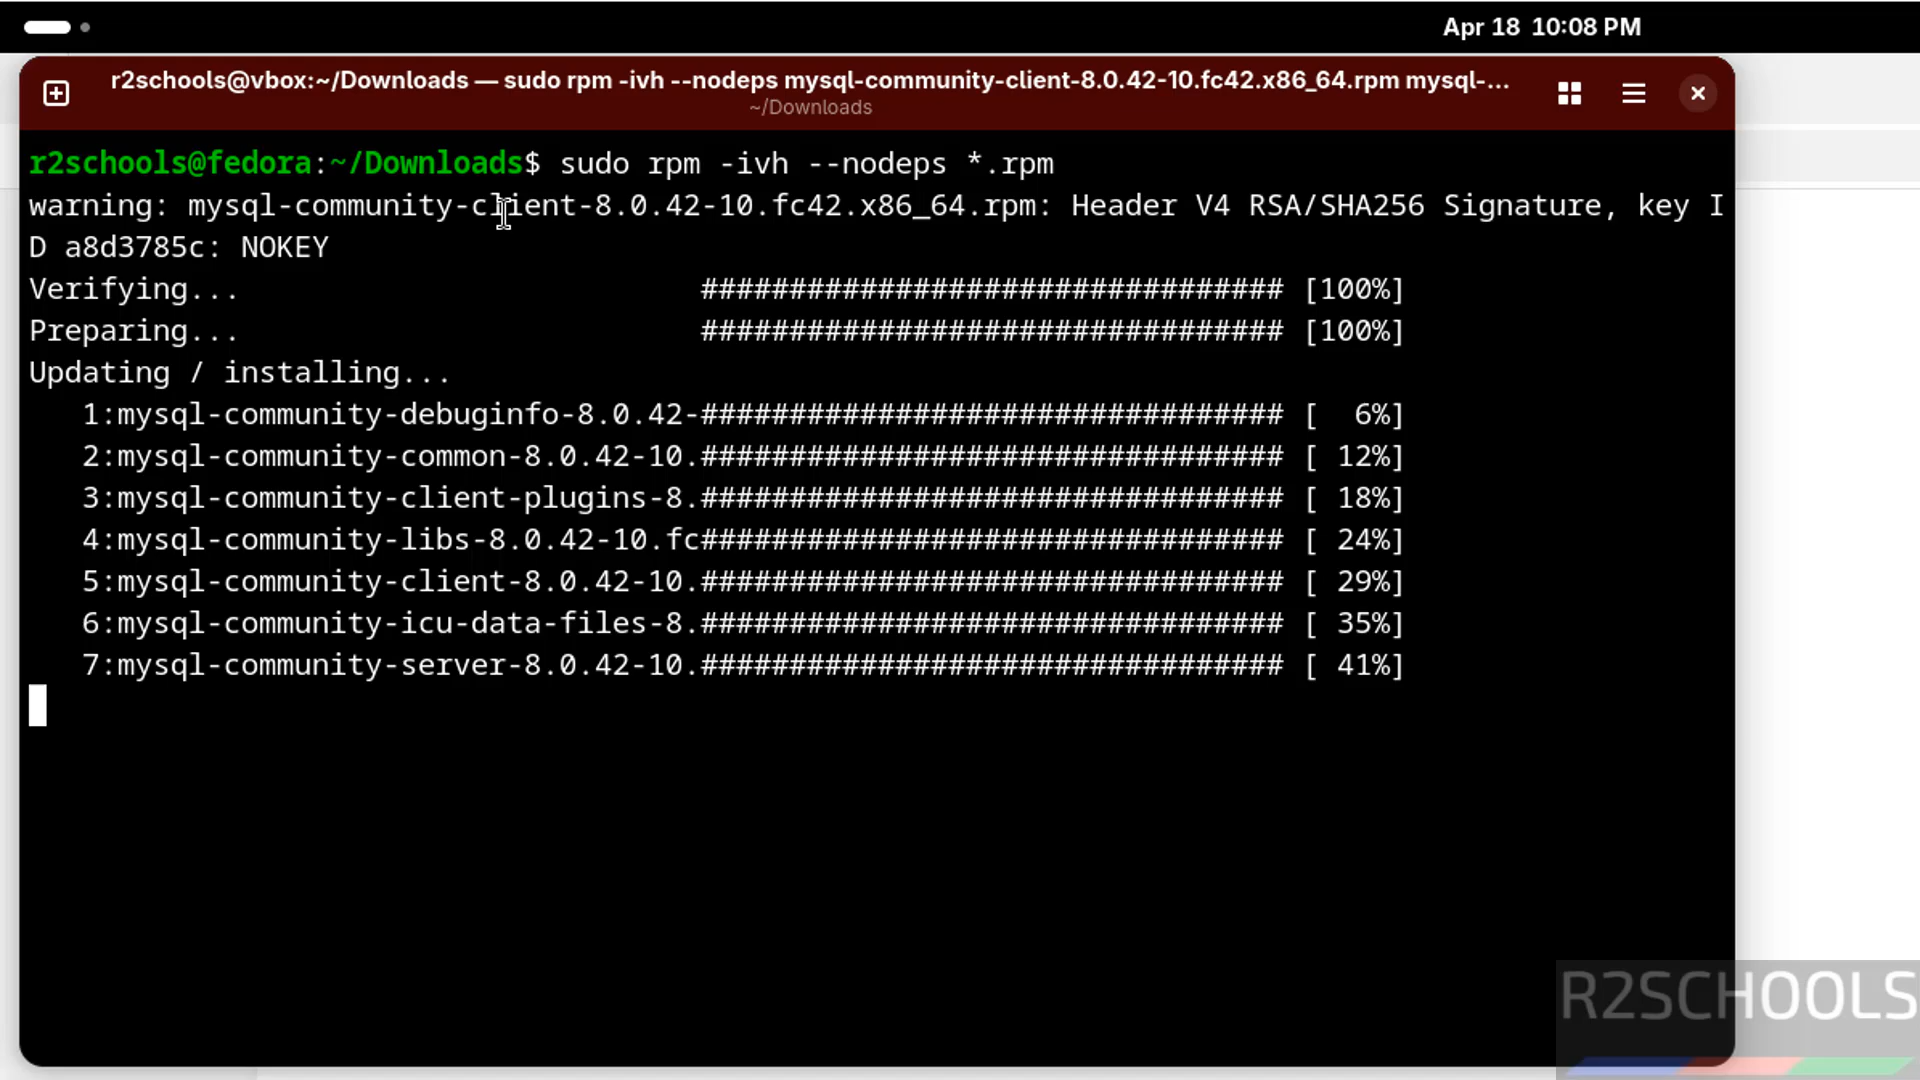 Apr 18 10:08 PM
r2schools@vbox:~/Downloads — sudo rpm -ivh --nodeps mysql-community-client-8.0.42-10.fc42.x86_64.rpm mysql-...
~/Downloads
r2schools@fedora:~/Downloads$ sudo rpm -ivh --nodeps *.rpm
warning: mysql-community-client-8.0.42-10.fc42.x86_64.rpm: Header V4 RSA/SHA256 Signature, key I
D a8d3785c: NOKEY
Verifying... ################################# [100%]
Preparing... ################################# [100%]
Updating / installing...
1:mysql-community-debuginfo-8.0.42-################################# [  6%]
2:mysql-community-common-8.0.42-10.################################# [ 12%]
3:mysql-community-client-plugins-8.################################# [ 18%]
4:mysql-community-libs-8.0.42-10.fc################################# [ 24%]
5:mysql-community-client-8.0.42-10.################################# [ 29%]
6:mysql-community-icu-data-files-8.################################# [ 35%]
7:mysql-community-server-8.0.42-10.################################# [ 41%]
R2SCHOOLS